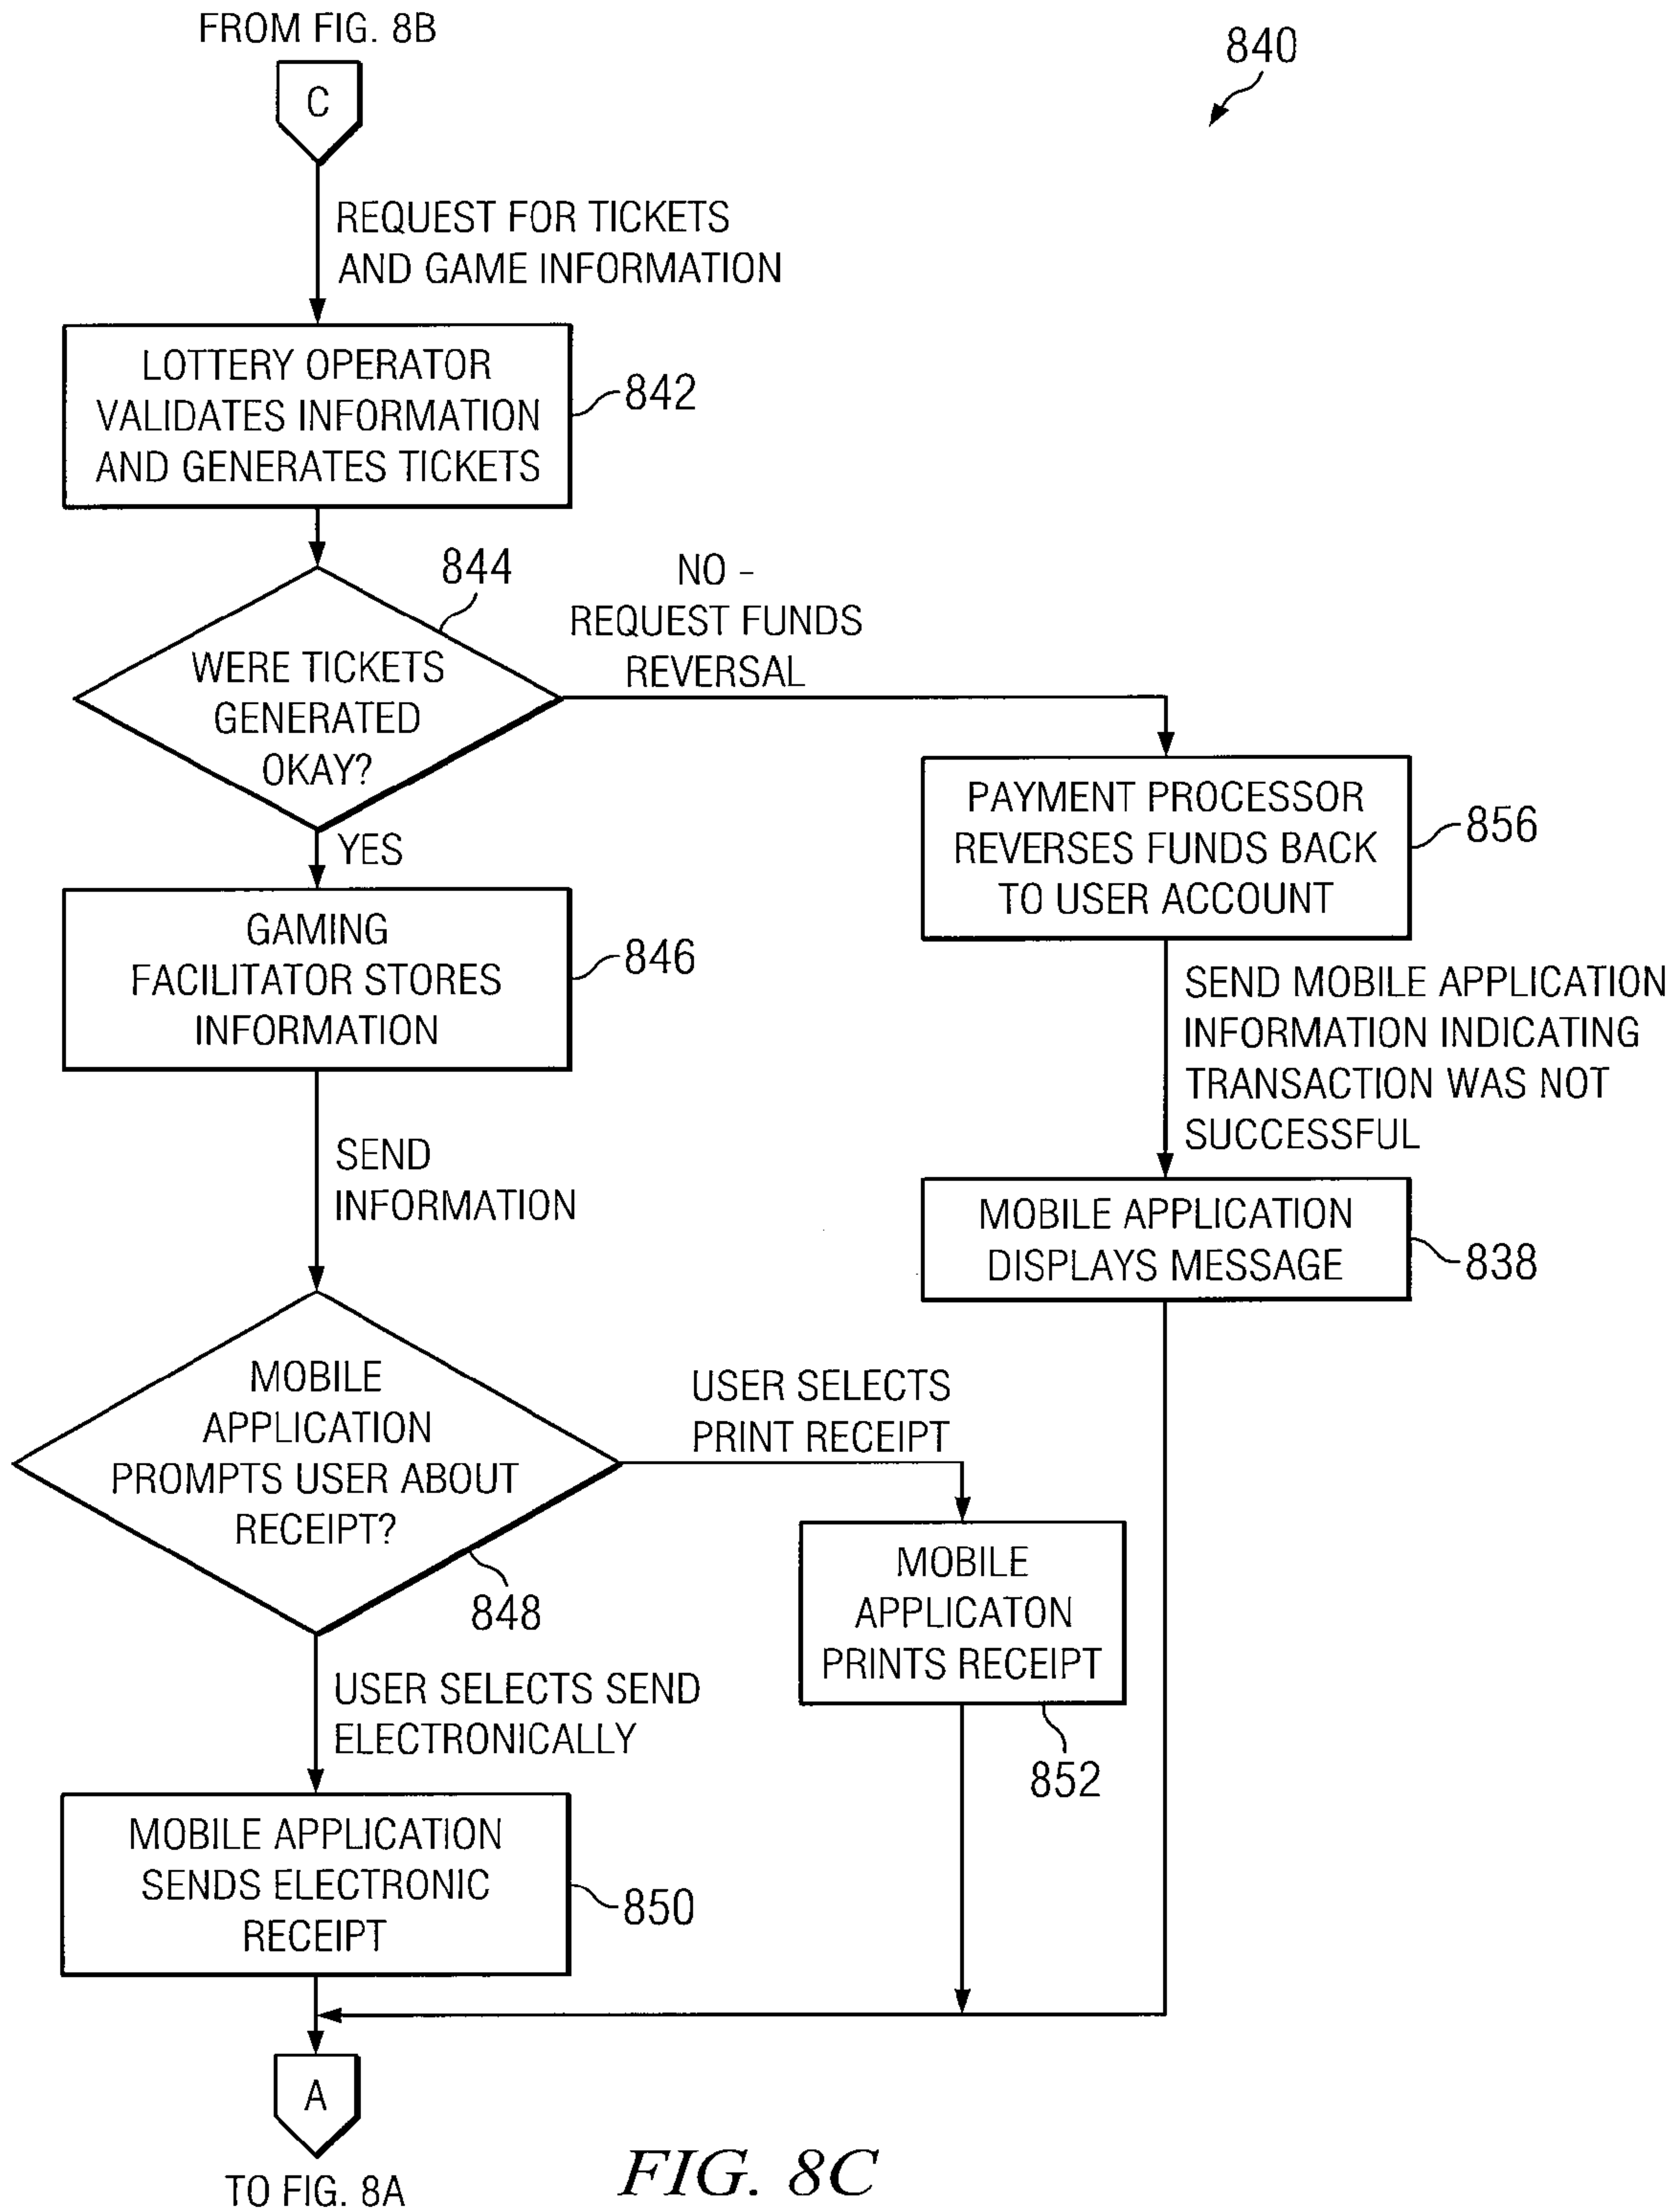 FROM FIG. 8B
C
840
REQUEST FOR TICKETS
AND GAME INFORMATION
LOTTERY OPERATOR
VALIDATES INFORMATION
AND GENERATES TICKETS
842
844
WERE TICKETS
GENERATED
OKAY?
NO -
REQUEST FUNDS
REVERSAL
YES
PAYMENT PROCESSOR
REVERSES FUNDS BACK
TO USER ACCOUNT
856
GAMING
FACILITATOR STORES
INFORMATION
846
SEND MOBILE APPLICATION
INFORMATION INDICATING
TRANSACTION WAS NOT
SUCCESSFUL
SEND
INFORMATION
MOBILE APPLICATION
DISPLAYS MESSAGE
838
MOBILE
APPLICATION
PROMPTS USER ABOUT
RECEIPT?
848
USER SELECTS
PRINT RECEIPT
MOBILE
APPLICATON
PRINTS RECEIPT
852
USER SELECTS SEND
ELECTRONICALLY
MOBILE APPLICATION
SENDS ELECTRONIC
RECEIPT
850
A
TO FIG. 8A
FIG. 8C